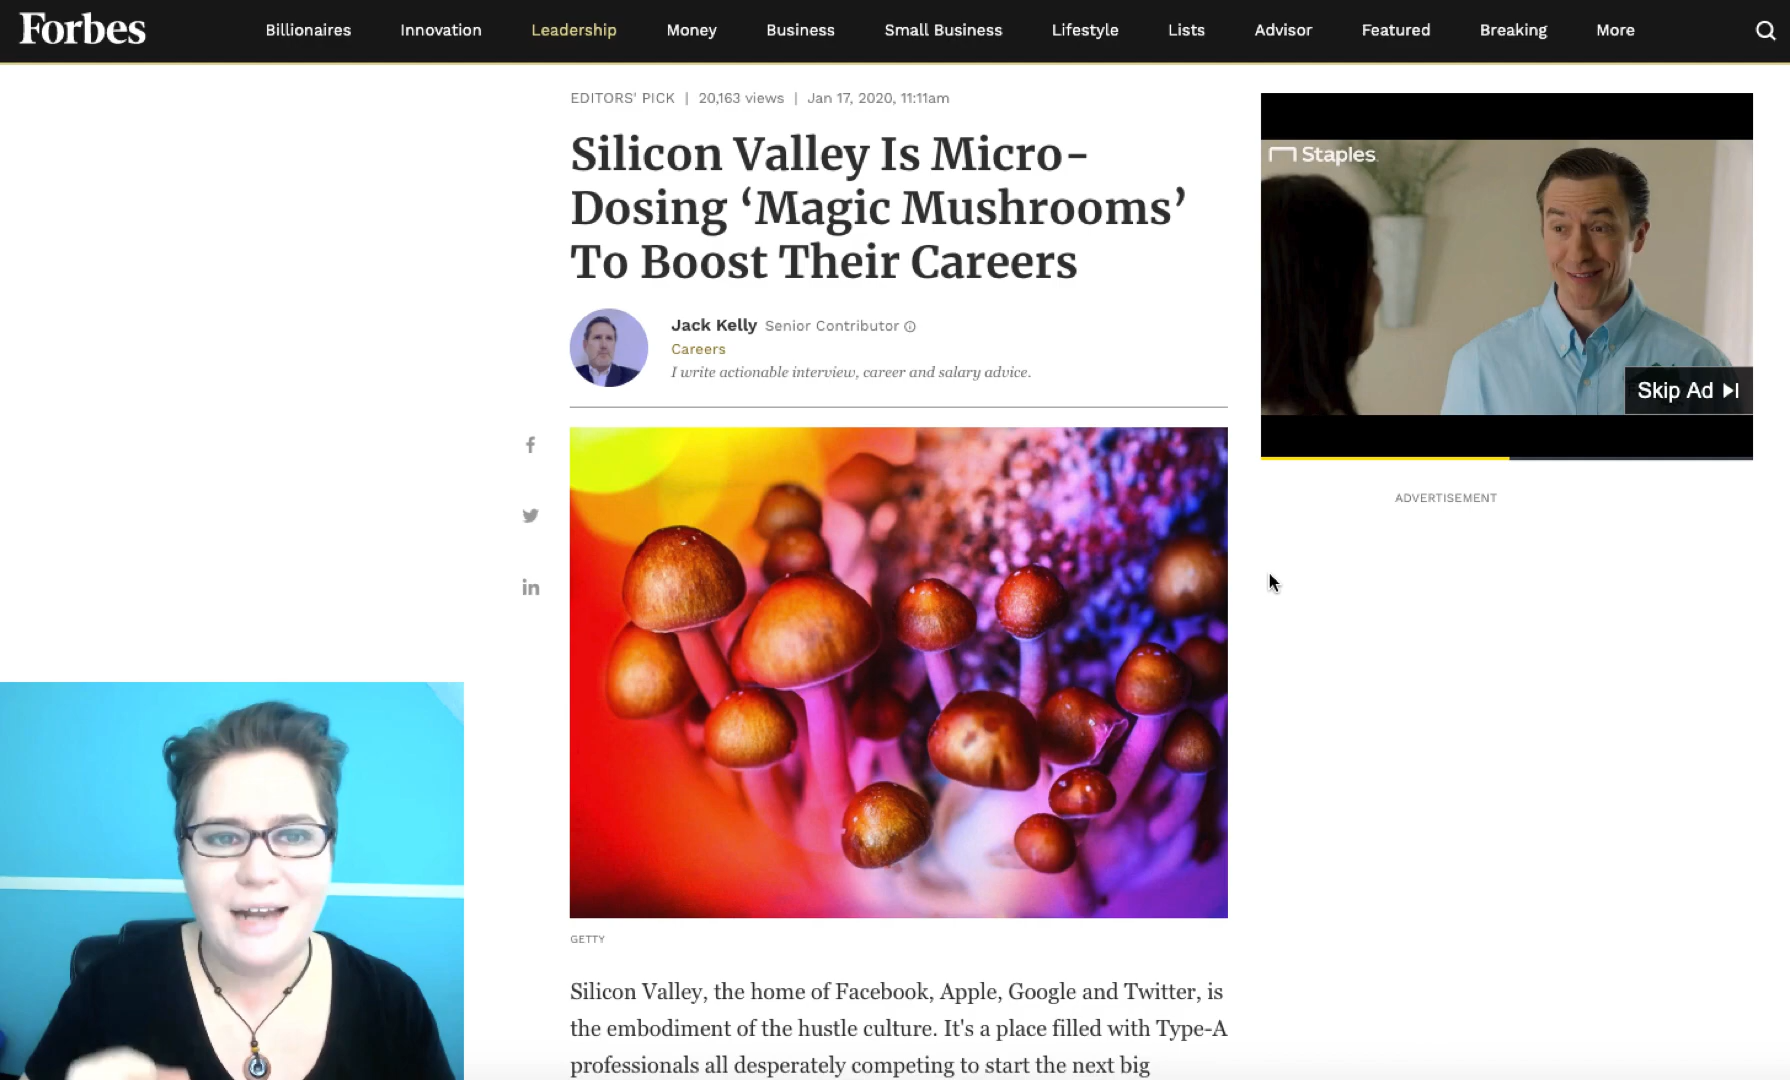 Forbes
Billionaires Innovation Leadership Money Business Small Business Lifestyle Lists Advisor Featured Breaking More
EDITORS' PICK | 20,163 views | Jan 17, 2020, 11:11am
Silicon Valley Is Micro-
Dosing ‘Magic Mushrooms’
To Boost Their Careers
Jack Kelly Senior Contributor
Careers
I write actionable interview, career and salary advice.
Staples
Skip Ad
ADVERTISEMENT
GETTY
Silicon Valley, the home of Facebook, Apple, Google and Twitter, is
the embodiment of the hustle culture. It's a place filled with Type-A
professionals all desperately competing to start the next big